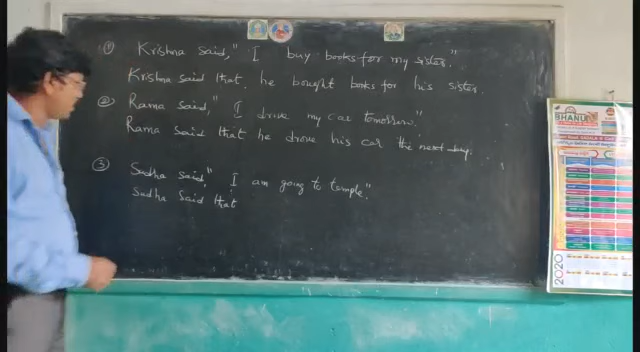 ① Krishna said," I buy books for my sister."
Krishna said that he bought books for his sister.
② Rama said," I drive my car tomorrow."
Rama said that he drove his car the next day.
③ Sudha said," I am going to temple."
Sudha said that
BHANU
2020